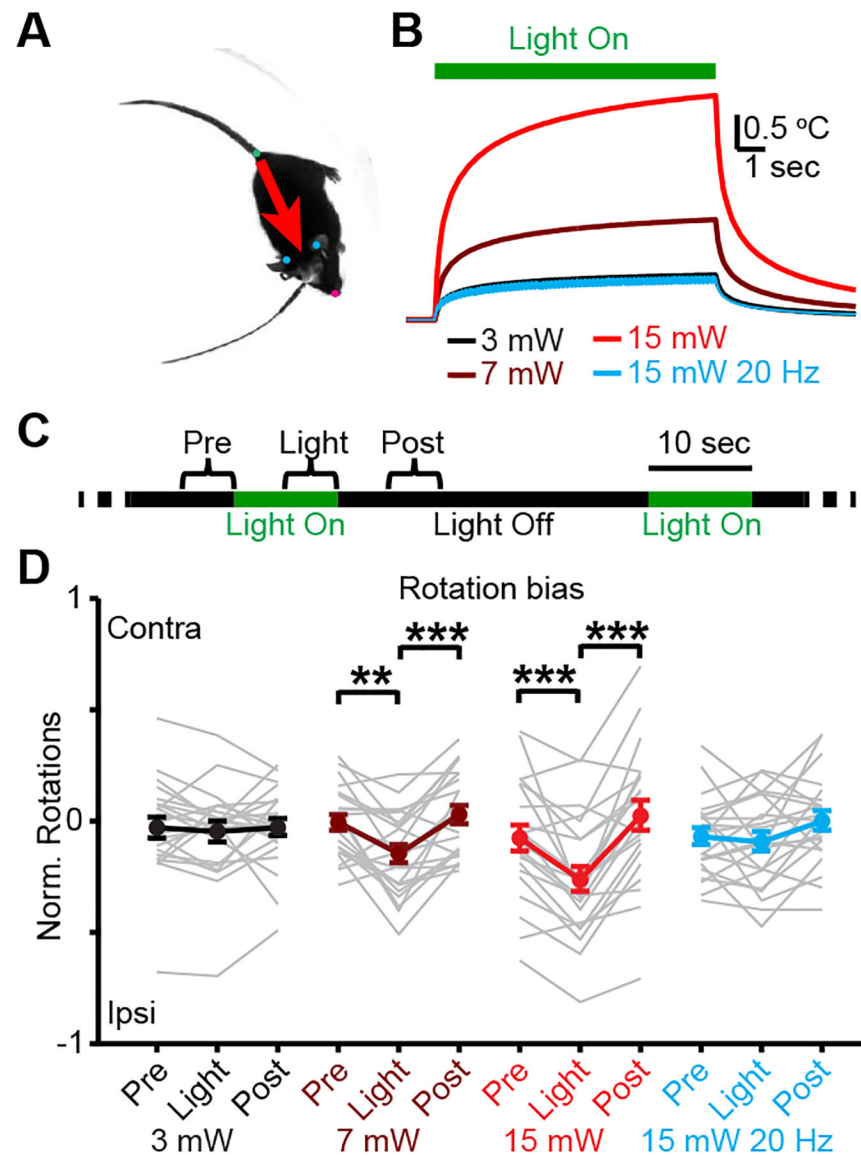 A
B
Light On
0.5 ºC
1 sec
3 mW
15 mW
7 mW
15 mW 20 Hz
C
Pre
Light
Post
10 sec
Light On
Light Off
Light On
D
Rotation bias
1
Contra
**
***
***
***
0
Norm. Rotations
Ipsi
-1
Pre Light Post Pre Light Post Pre Light Post Pre Light Post
3 mW 7 mW 15 mW 15 mW 20 Hz